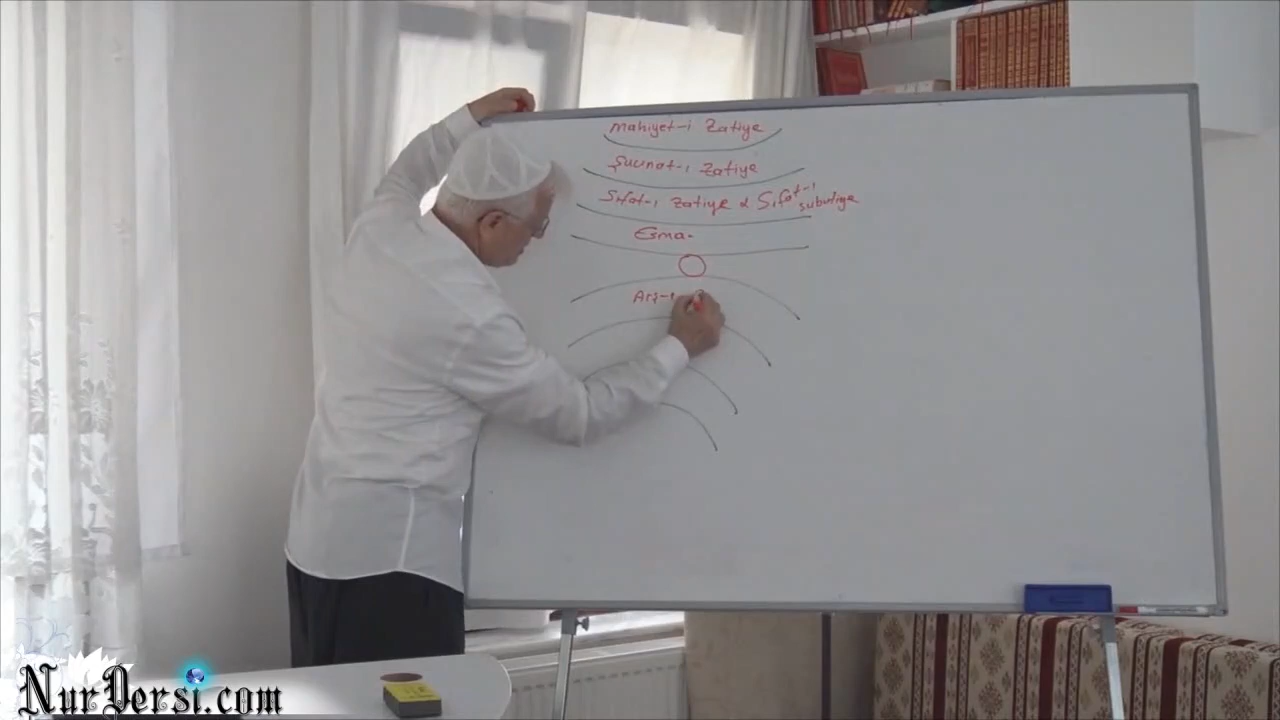 Mahiyet-i Zatiye
Şuunat-ı Zatiye
Sıfat-ı Zatiye & Sıfat-ı subutiye
Esma-
Arş-ı
NurDersi.com